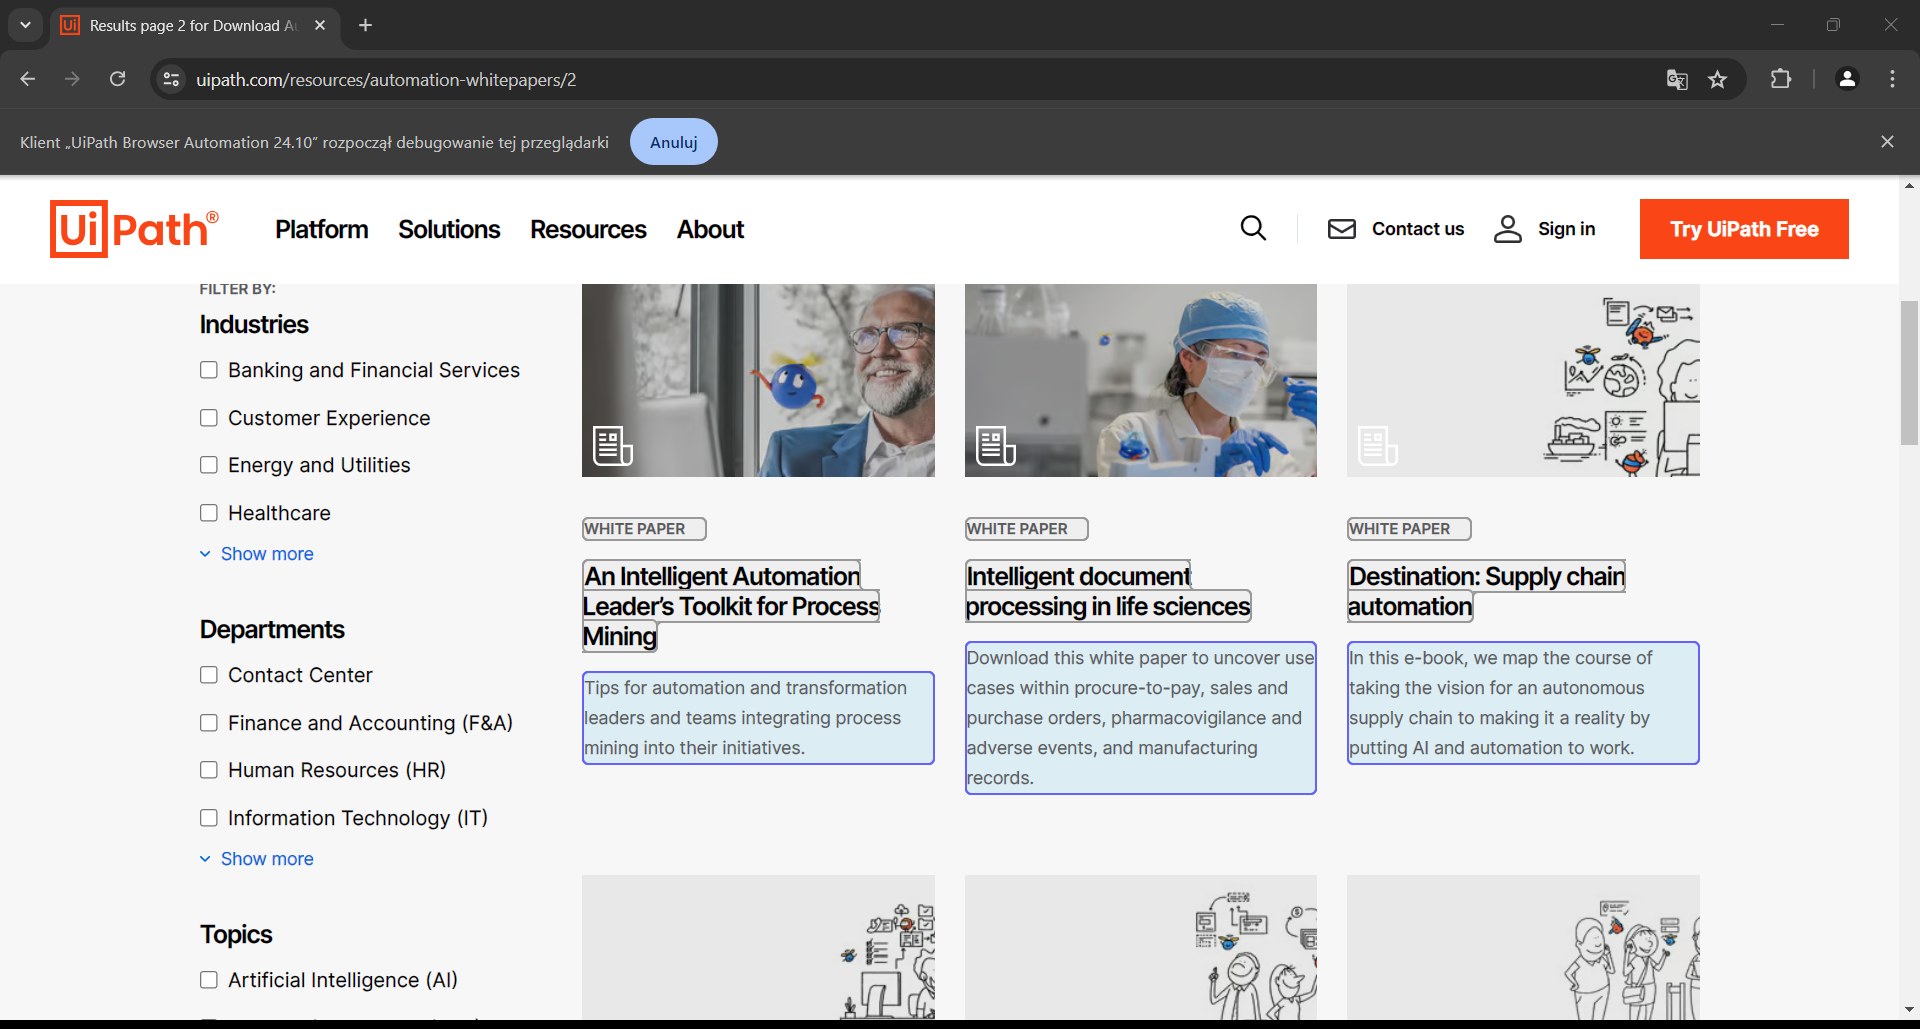 Results page 2 for Download Au
uipath.com/resources/automation-whitepapers/2
Klient „UiPath Browser Automation 24.10” rozpoczął debugowanie tej przeglądarki
Anuluj
UiPath®
Platform
Solutions
Resources
About
Contact us
Sign in
Try UiPath Free
FILTER BY:
Industries
Banking and Financial Services
Customer Experience
Energy and Utilities
Healthcare
Show more
Departments
Contact Center
Finance and Accounting (F&A)
Human Resources (HR)
Information Technology (IT)
Show more
Topics
Artificial Intelligence (AI)
WHITE PAPER
An Intelligent Automation
Leader’s Toolkit for Process
Mining
Tips for automation and transformation
leaders and teams integrating process
mining into their initiatives.
WHITE PAPER
Intelligent document
processing in life sciences
Download this white paper to uncover use
cases within procure-to-pay, sales and
purchase orders, pharmacovigilance and
adverse events, and manufacturing
records.
WHITE PAPER
Destination: Supply chain
automation
In this e-book, we map the course of
taking the vision for an autonomous
supply chain to making it a reality by
putting AI and automation to work.